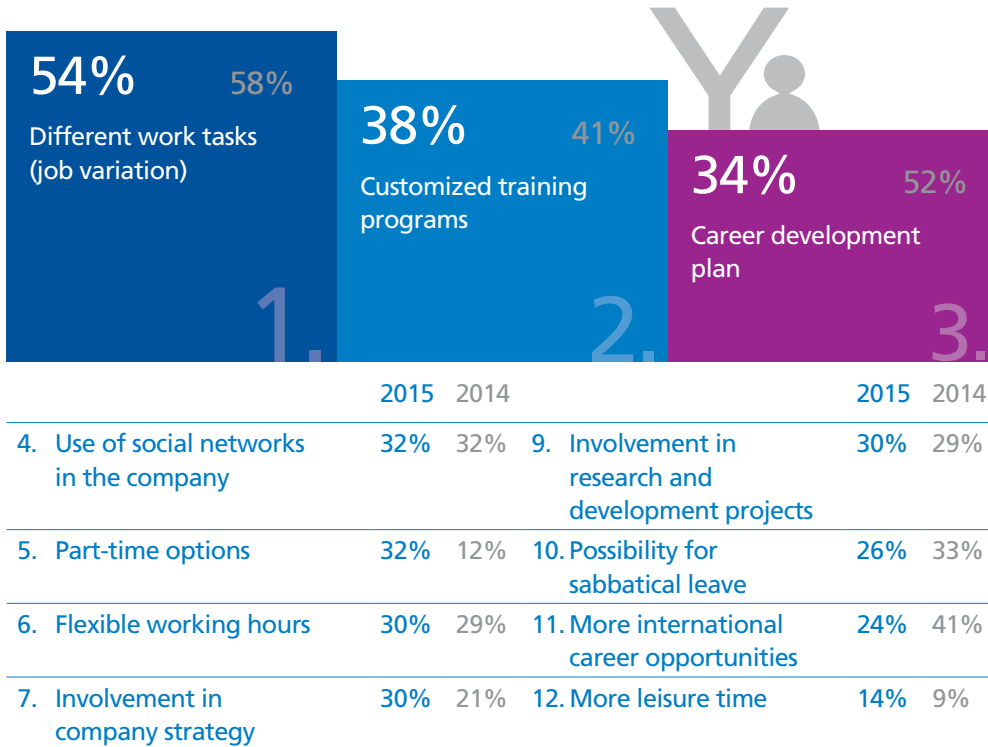 54% 58%
Different work tasks
(job variation)
1.
38% 41%
Customized training
programs
2.
Y
34% 52%
Career development
plan
3.
2015 2014
4. Use of social networks 32% 32%
in the company
5. Part-time options 32% 12%
6. Flexible working hours 30% 29%
7. Involvement in 30% 21%
company strategy
2015 2014
9. Involvement in 30% 29%
research and
development projects
10. Possibility for 26% 33%
sabbatical leave
11. More international 24% 41%
career opportunities
12. More leisure time 14% 9%